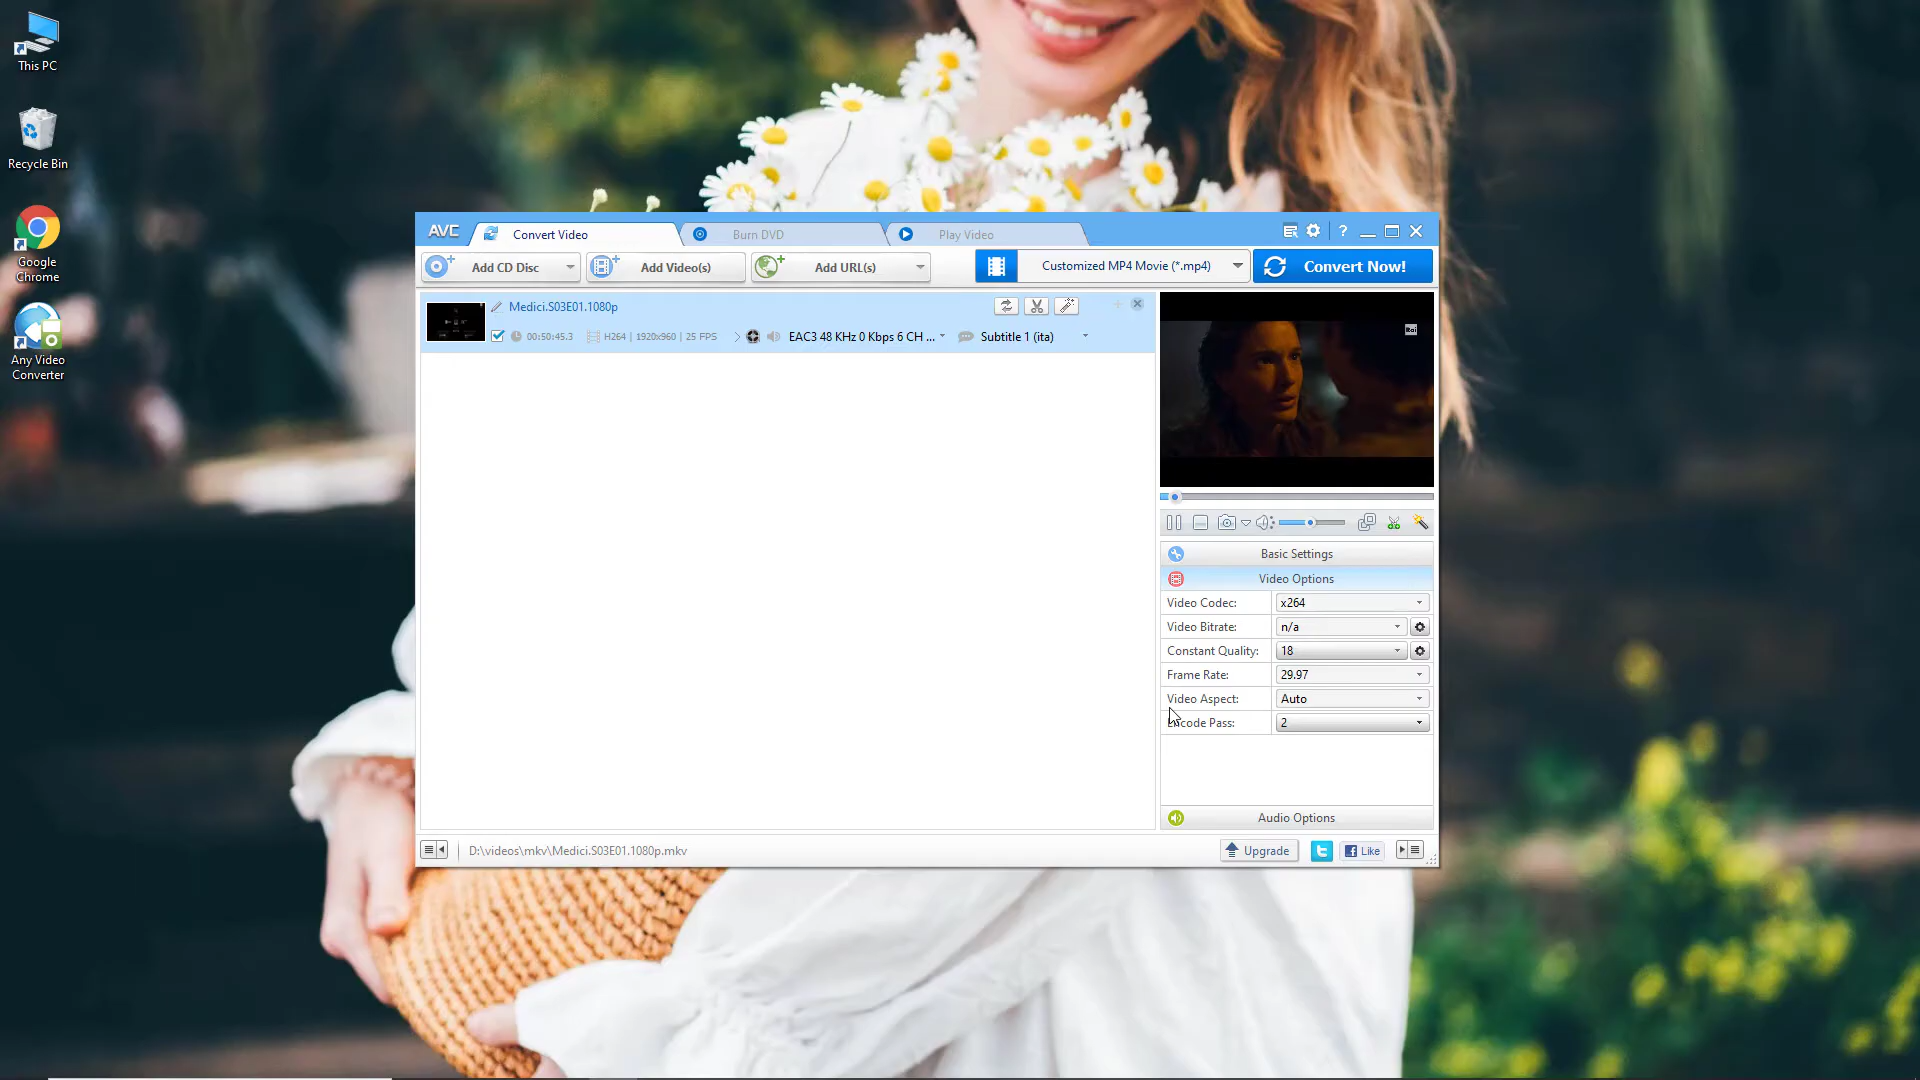 This PC
Recycle Bin
Google
Chrome
Any Video
Converter
AVC
Convert Video
Burn DVD
Play Video
?
Add CD Disc
Add Video(s)
Add URL(s)
Customized MP4 Movie (*.mp4)
Convert Now!
Medici.S03E01.1080p
00:50:45.3
H264 | 1920x960 | 25 FPS
EAC3 48 KHz 0 Kbps 6 CH ...
Subtitle 1 (ita)
Rai
Basic Settings
Video Options
Video Codec: x264
Video Bitrate: n/a
Constant Quality: 18
Frame Rate: 29.97
Video Aspect: Auto
Encode Pass: 2
Audio Options
D:\videos\mkv\Medici.S03E01.1080p.mkv
Upgrade
Like